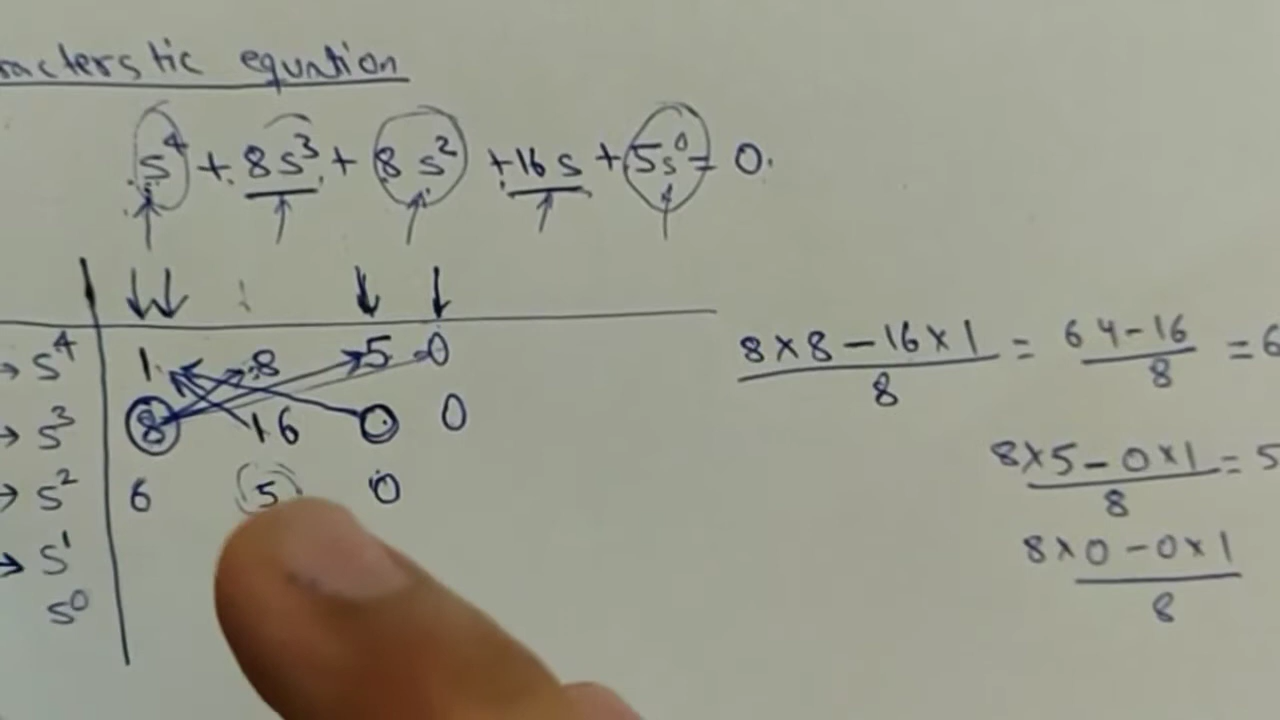 racterstic equation
s⁴ + 8s³ + 8s² + 16s + 5s⁰ = 0.
→ s⁴ 1 8 5 0
→ s³ 8 16 0 0
→ s² 6 5 0
→ s¹
s⁰
8×8 − 16×1 / 8 = 64 − 16 / 8 = 6
8×5 − 0×1 / 8 = 5
8×0 − 0×1 / 8